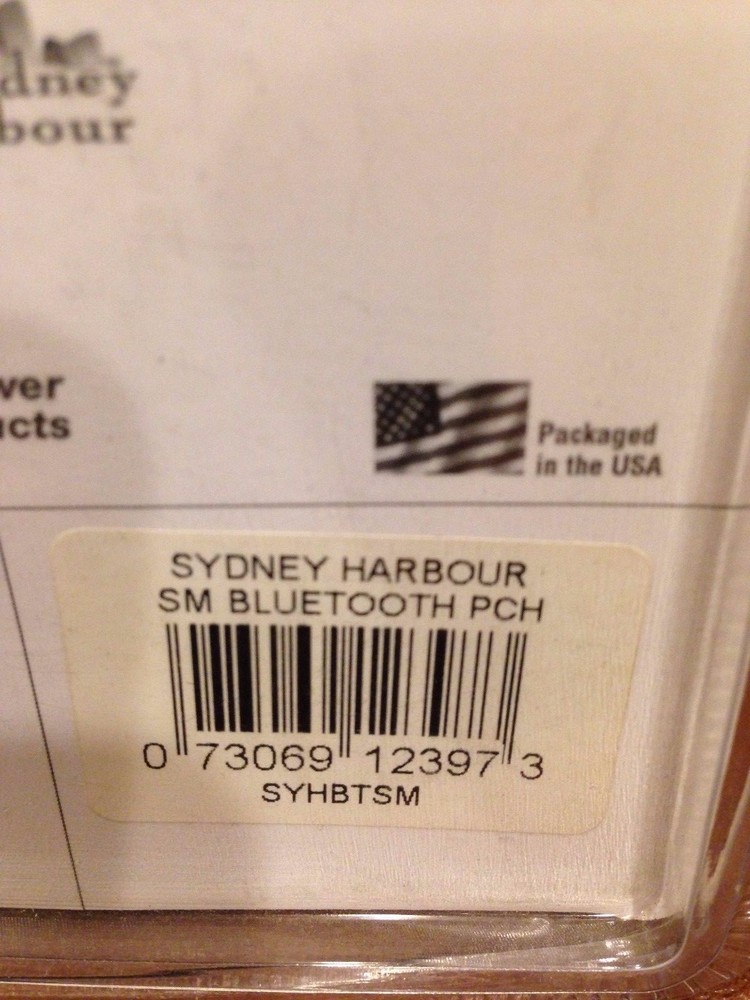 dney
bour
ver
ucts
Packaged
in the USA
SYDNEY HARBOUR
SM BLUETOOTH PCH
0 73069 12397 3
SYHBTSM